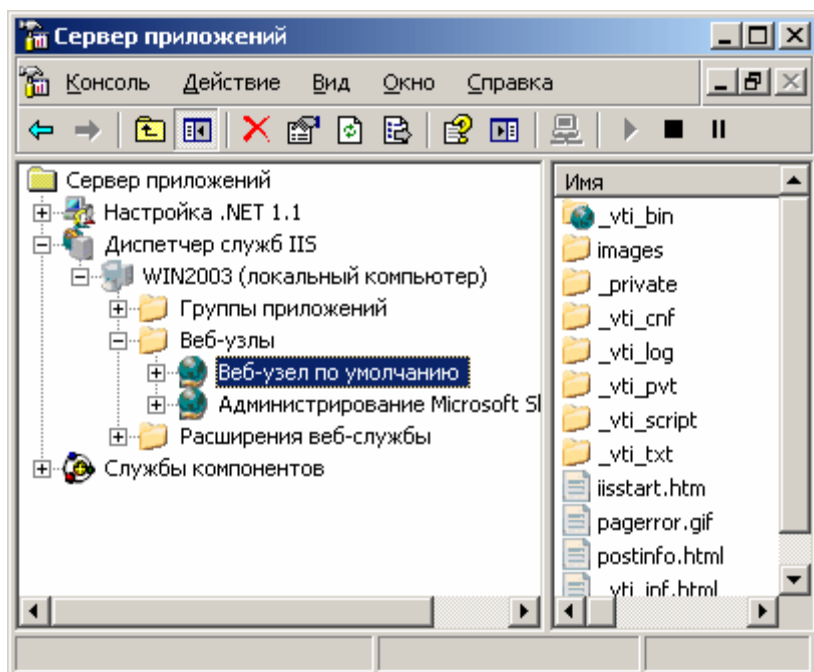 Сервер приложений
Консоль Действие Вид Окно Справка
Сервер приложений
Настройка .NET 1.1
Диспетчер служб IIS
WIN2003 (локальный компьютер)
Группы приложений
Веб-узлы
Веб-узел по умолчанию
Администрирование Microsoft
Расширения веб-службы
Службы компонентов
Имя
_vti_bin
images
_private
_vti_cnf
_vti_log
_vti_pvt
_vti_script
_vti_txt
iisstart.htm
pagerror.gif
postinfo.html
_vti_inf.html